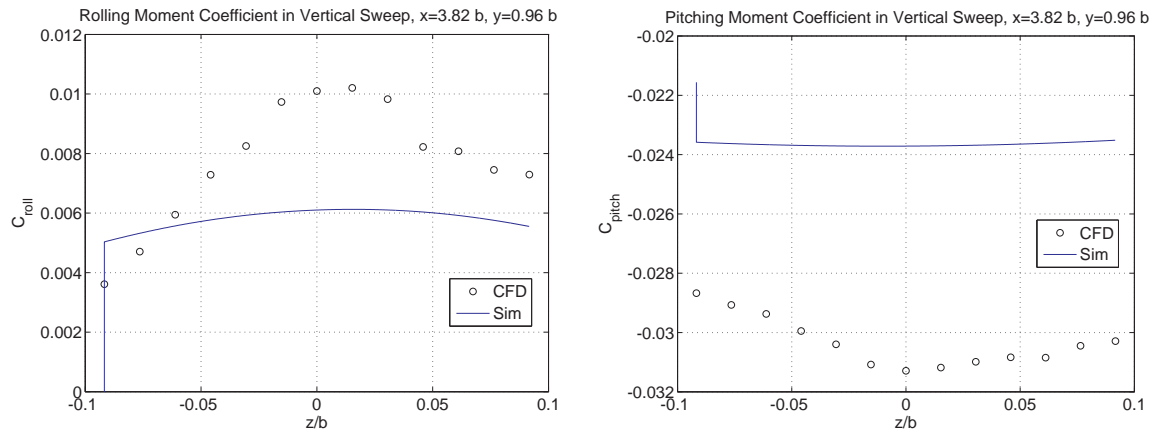 Rolling Moment Coefficient in Vertical Sweep, x=3.82 b, y=0.96 b
0.012
0.01
0.008
0.006
0.004
0.002
0
-0.1
-0.05
0
0.05
0.1
C_roll
z/b
CFD
Sim
Pitching Moment Coefficient in Vertical Sweep, x=3.82 b, y=0.96 b
-0.02
-0.022
-0.024
-0.026
-0.028
-0.03
-0.032
-0.1
-0.05
0
0.05
0.1
C_pitch
z/b
CFD
Sim